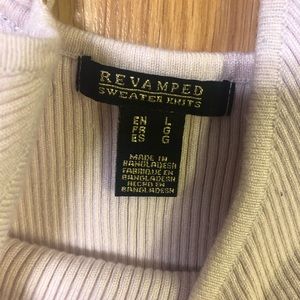 REVAMPED
SWEATER KNITS
EN L
FR G
ES G
MADE IN
BANGLADESH
FABRIQUE EN
BANGLADESH
HECHO EN
BANGLADESH